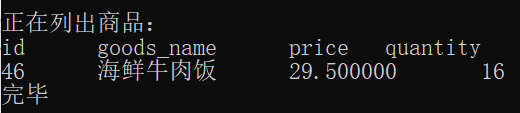 正在列出商品：
id goods_name price quantity
46 海鲜牛肉饭 29.500000 16
完毕